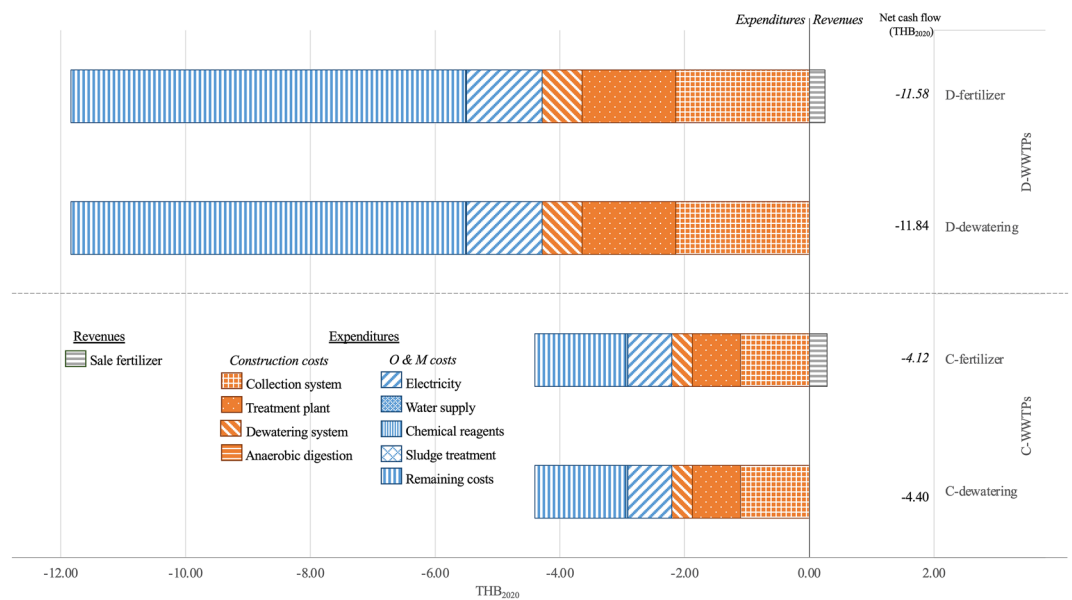 Expenditures Revenues
Net cash flow
(THB2020)
-11.58 D-fertilizer
D-WWTPs
-11.84 D-dewatering
Revenues
Sale fertilizer
Expenditures
Construction costs
Collection system
Treatment plant
Dewatering system
Anaerobic digestion
O & M costs
Electricity
Water supply
Chemical reagents
Sludge treatment
Remaining costs
-4.12 C-fertilizer
C-WWTPs
-4.40 C-dewatering
-12.00 -10.00 -8.00 -6.00 -4.00 -2.00 0.00 2.00
THB2020